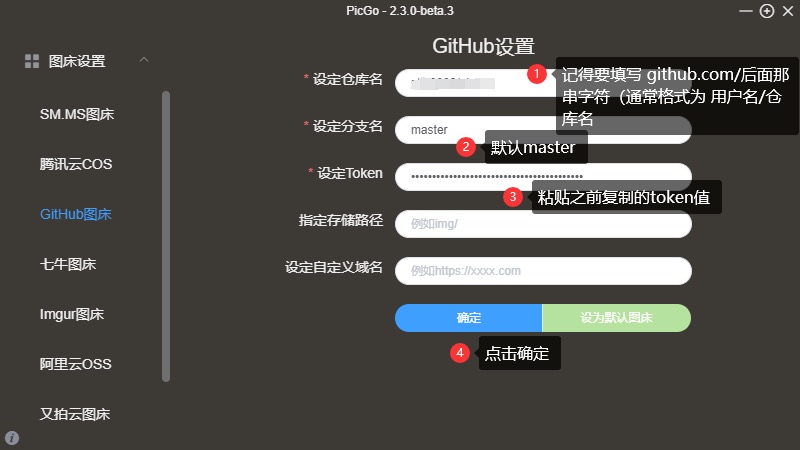 PicGo - 2.3.0-beta.3
图床设置
SM.MS图床
腾讯云COS
GitHub图床
七牛图床
Imgur图床
阿里云OSS
又拍云图床
GitHub设置
* 设定仓库名
1
记得要填写 github.com/后面那
串字符（通常格式为 用户名/仓
库名
* 设定分支名
master
2
默认master
* 设定Token
3
粘贴之前复制的token值
指定存储路径
例如img/
设定自定义域名
例如https://xxxx.com
确定
设为默认图床
4
点击确定